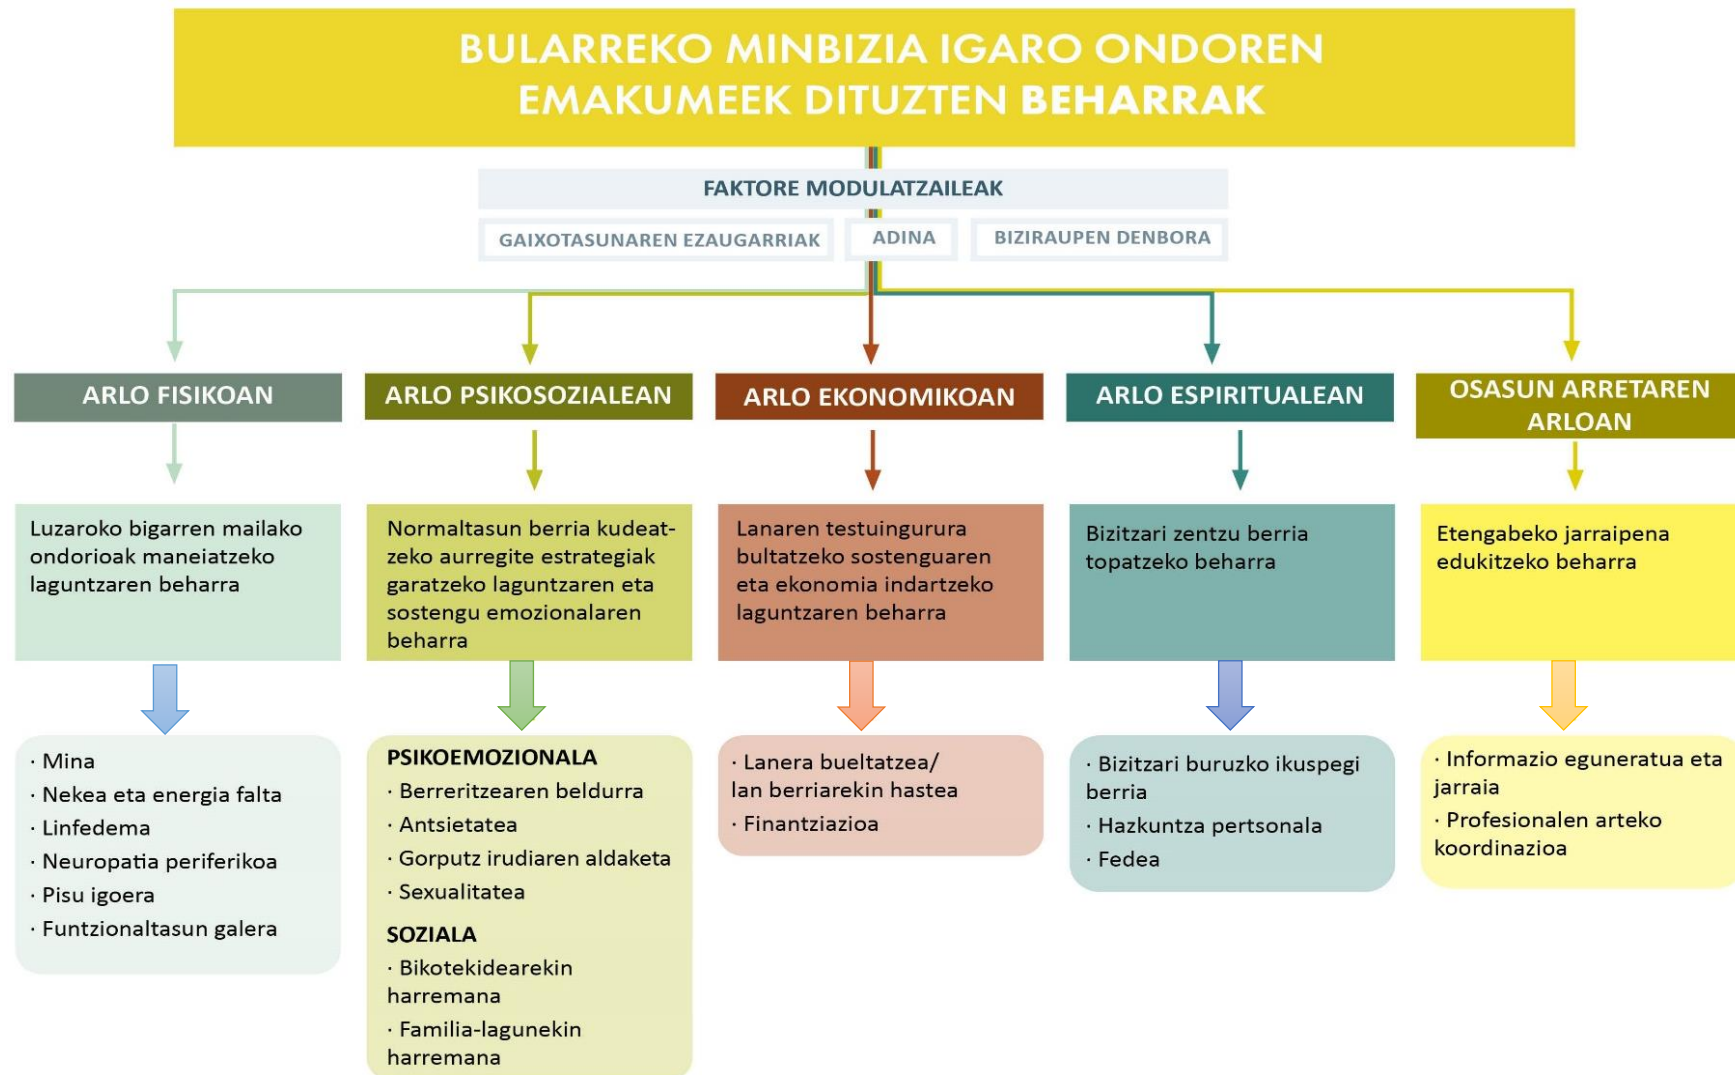 BULARREKO MINBIZIA IGARO ONDOREN
EMAKUMEEK DITUZTEN BEHARRAK
FAKTORE MODULATZAILEAK
GAIXOTASUNAREN EZAUGARRIAK
ADINA
BIZIRAUPEN DENBORA
ARLO FISIKOAN
Luzaroko bigarren mailako
ondorioak maneiatzeko
laguntzaren beharra
· Mina
· Nekea eta energia falta
· Linfedema
· Neuropatia periferikoa
· Pisu igoera
· Funtzionaltasun galera
ARLO PSIKOSOZIALEAN
Normaltasun berria kudeat-
zeko aurregite estrategiak
garatzeko laguntzaren eta
sostengu emozionalaren
beharra
PSIKOEMOZIONALA
· Berreritzearen beldurra
· Antsietatea
· Gorputz irudiaren aldaketa
· Sexualitatea
SOZIALA
· Bikotekidearekin
harremana
· Familia-lagunekin
harremana
ARLO EKONOMIKOAN
Lanaren testuingurura
bultatzeko sostenguaren
eta ekonomia indartzeko
laguntzaren beharra
· Lanera bueltatzea/
lan berriarekin hastea
· Finantziazioa
ARLO ESPIRITUALEAN
Bizitzari zentzu berria
topatzeko beharra
· Bizitzari buruzko ikuspegi
berria
· Hazkuntza pertsonala
· Fedea
OSASUN ARRETAREN
ARLOAN
Etengabeko jarraipena
edukitzeko beharra
· Informazio eguneratua eta
jarraia
· Profesionalen arteko
koordinazioa